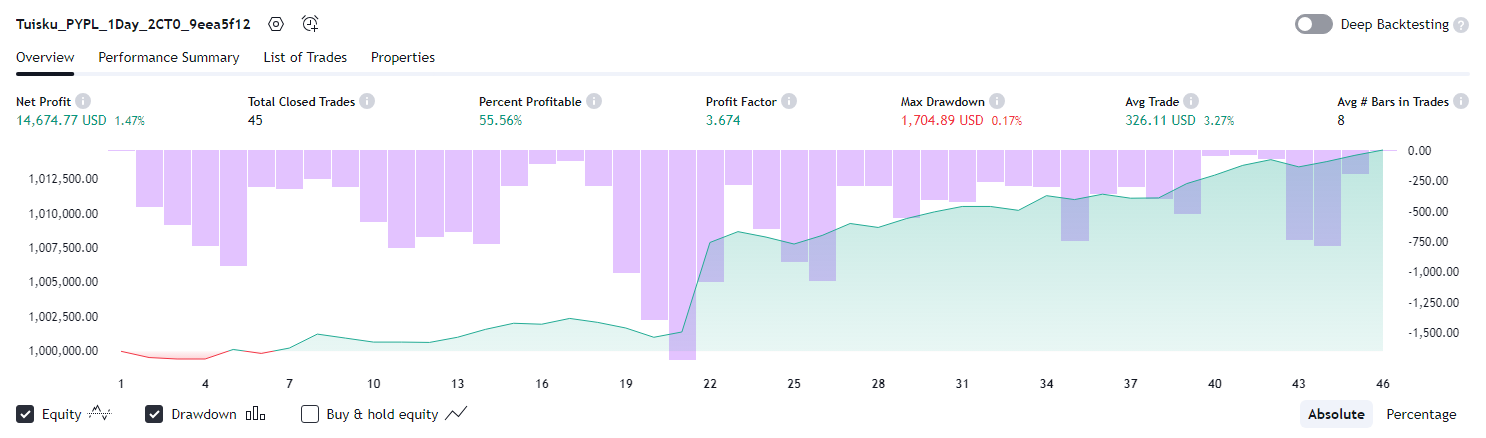 Tuisku_PYPL_1Day_2CT0_9eea5f12 Deep Backtesting ?
Overview Performance Summary List of Trades Properties
Net Profit i Total Closed Trades i Percent Profitable i Profit Factor i Max Drawdown i Avg Trade i Avg # Bars in Trades i
14,674.77 USD 1.47% 45 55.56% 3.674 1,704.89 USD 0.17% 326.11 USD 3.27% 8
0.00
1,012,500.00 -250.00
1,010,000.00 -500.00
1,007,500.00 -750.00
1,005,000.00 -1,000.00
1,002,500.00 -1,250.00
1,000,000.00 -1,500.00
1 4 7 10 13 16 19 22 25 28 31 34 37 40 43 46
Equity Drawdown Buy & hold equity Absolute Percentage